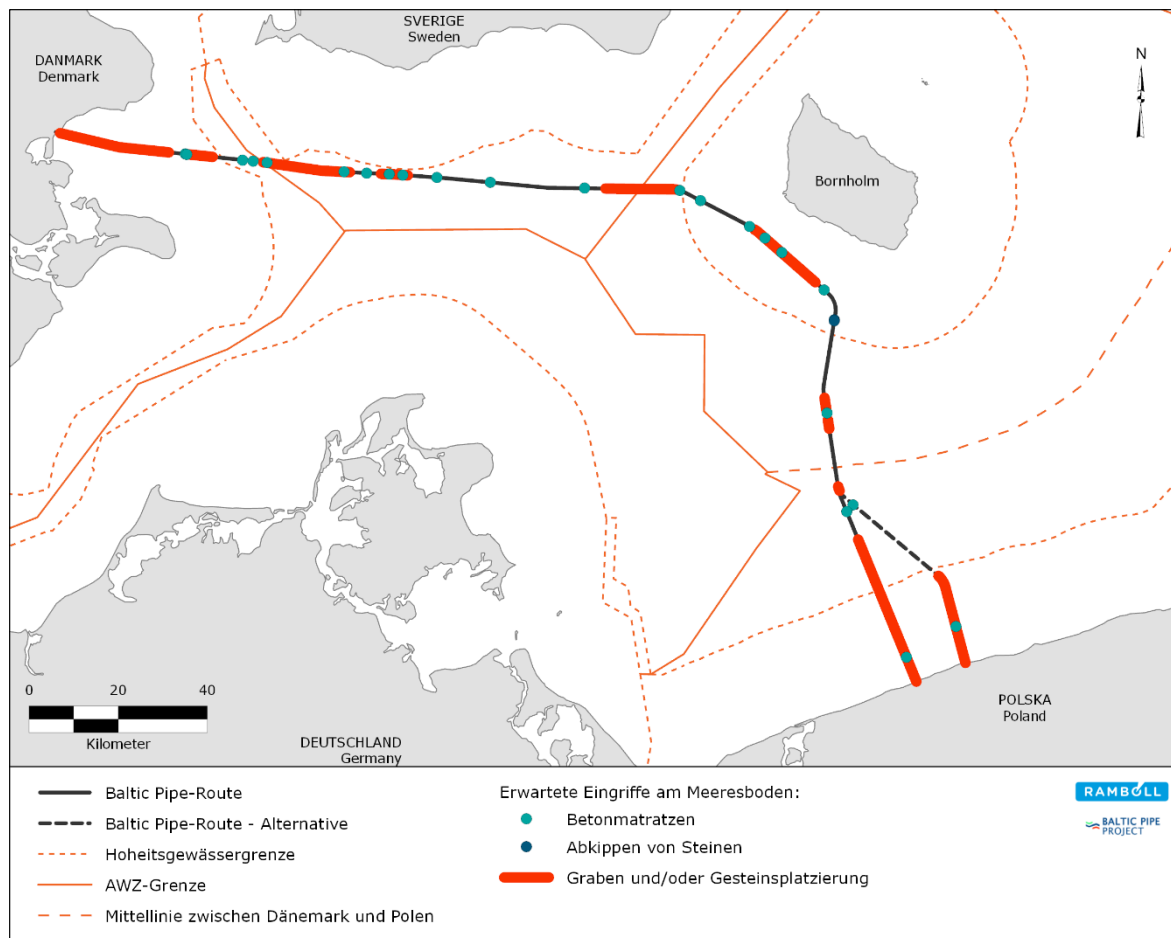 SVERIGE
Sweden
DANMARK
Denmark
N
Bornholm
0 20 40
Kilometer
DEUTSCHLAND
Germany
POLSKA
Poland
Baltic Pipe-Route
Baltic Pipe-Route - Alternative
Hoheitsgewässergrenze
AWZ-Grenze
Mittellinie zwischen Dänemark und Polen
Erwartete Eingriffe am Meeresboden:
Betonmatratzen
Abkippen von Steinen
Graben und/oder Gesteinsplatzierung
RAMBOLL
BALTIC PIPE
PROJECT